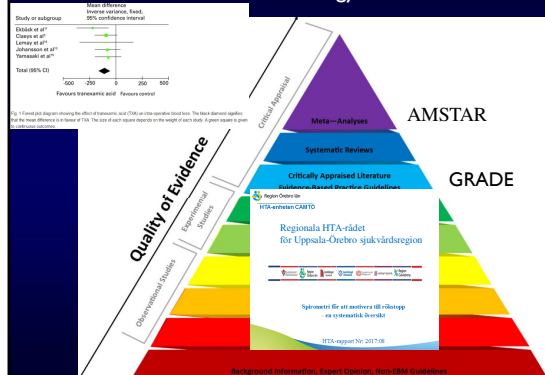 Mean difference
Inverse variance, fixed,
95% confidence interval
Study or subgroup
Ekbäck et al
Claeys et al
Lemay et al
Johansson et al
Yamasaki et al
Total (95% CI)
-500 -250 0 250 500
Favours tranexamic acid Favours control
Fig. 1 Forest plot diagram showing the effect of tranexamic acid (TXA) on intra-operative blood loss. The black diamond signifies
that the mean difference is in favour of TXA. The size of each square depends on the weight of each study. A green square is given
to continuous outcomes.
Quality of Evidence
Critical Appraisal
Experimental
Studies
Observational Studies
Meta—Analyses
AMSTAR
Systematic Reviews
Critically Appraised Literature
Evidence-Based Practice Guidelines
GRADE
Region Örebro län
HTA-enheten CAMTÖ
Regionala HTA-rådet
för Uppsala-Örebro sjukvårdsregion
Spirometri för att motivera till rökstopp
- en systematisk översikt
HTA-rapport Nr: 2017:08
Background Information, Expert Opinion, Non-EBM Guidelines